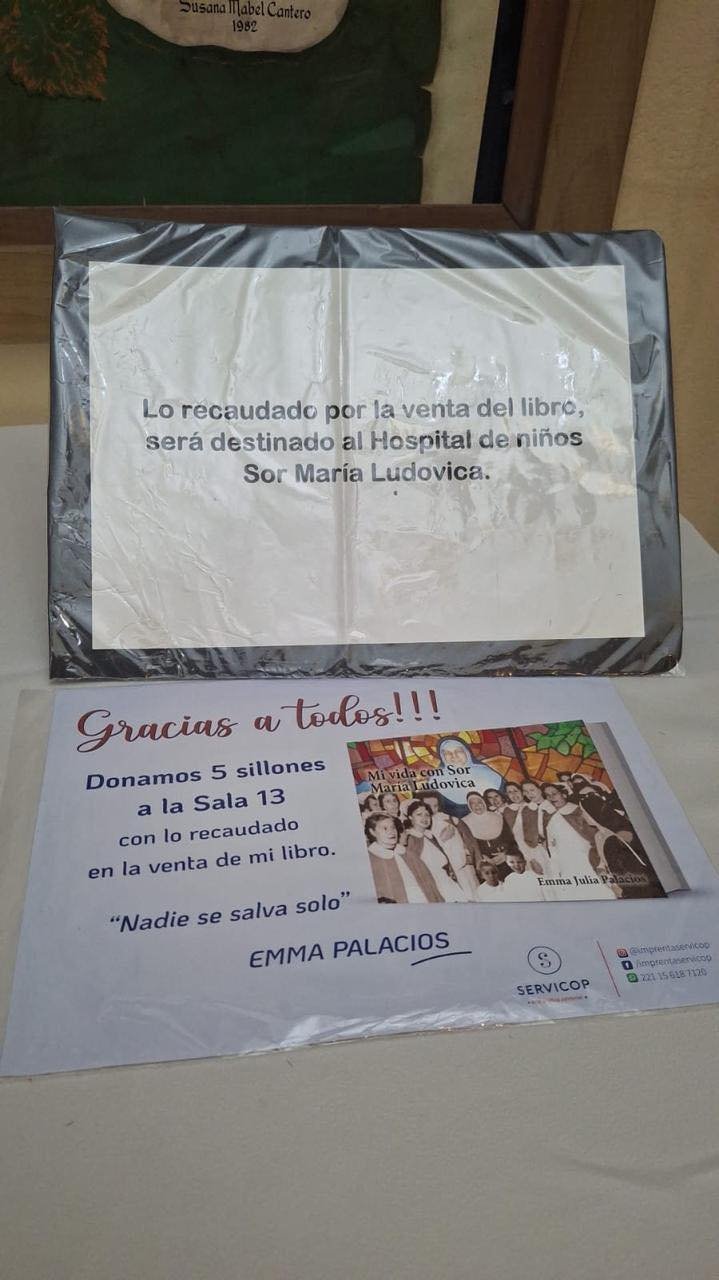 Susana Mabel Cantero
1982
Lo recaudado por la venta del libro,
será destinado al Hospital de niños
Sor María Ludovica.
Gracias a todos!!!
Donamos 5 sillones
a la Sala 13
con lo recaudado
en la venta de mi libro.
"Nadie se salva solo"
EMMA PALACIOS
Mi vida con Sor
María Ludovica
Emma Julia Palacios
S
SERVICOP
@imprentaservicop
/imprentaservicop
221 15 618 7120